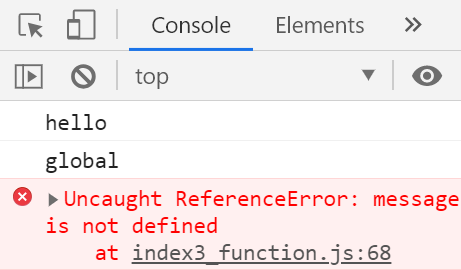 Console Elements »
top
hello
global
Uncaught ReferenceError: message
is not defined
at index3_function.js:68